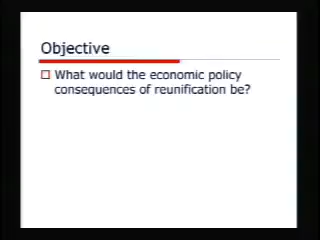 Objective
What would the economic policy
consequences of reunification be?